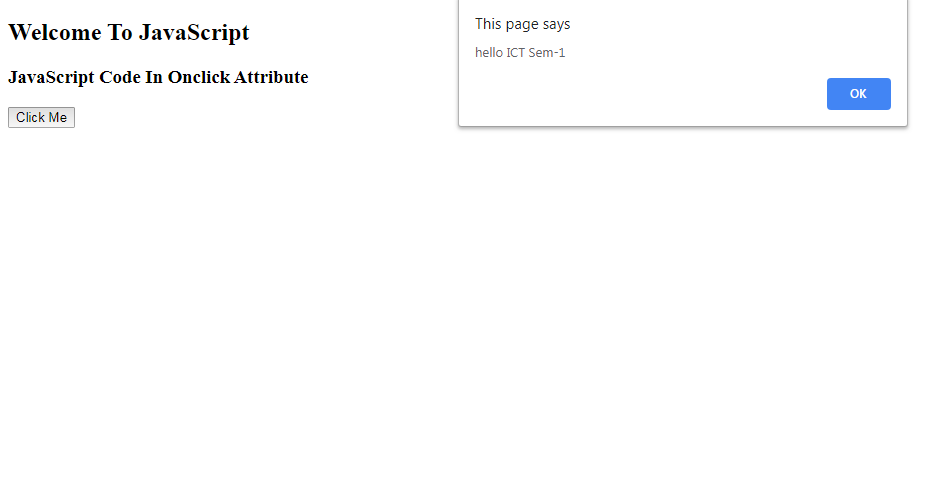 Welcome To JavaScript
JavaScript Code In Onclick Attribute
Click Me
This page says
hello ICT Sem-1
OK